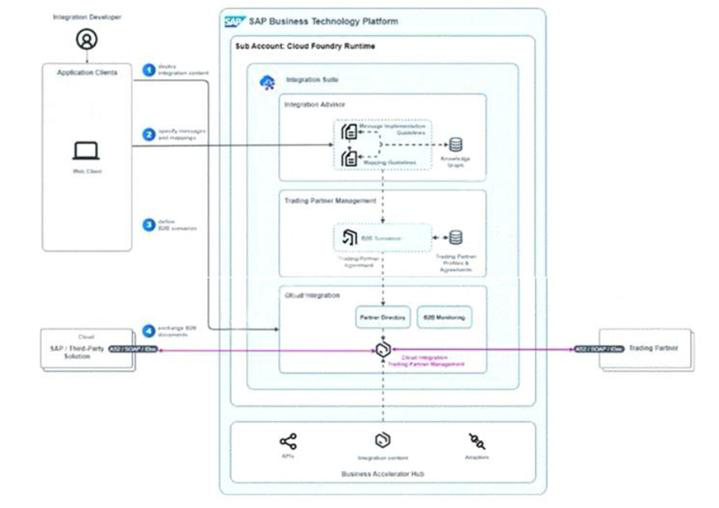 Integration Developer
SAP SAP Business Technology Platform
Sub Account: Cloud Foundry Runtime
Application Clients
1
integration content
Integration Suite
Integration Advisor
2 specify messages
and mappings
Message Implementation
Guidelines
Mapping Guidelines
Knowledge
Graph
Web Client
Trading Partner Management
3 define
B2B scenarios
B2B Scenarios
Trading Partner
Agreement
Trading Partner
Profiles &
Agreements
Cloud Integration
Partner Directory
B2B Monitoring
4 exchange B2B
documents
Cloud
SAP / Third-Party
Solution
AS2 / SOAP / IDoc
Cloud Integration
Trading Partner Management
AS2 / SOAP / IDoc
Trading Partner
APIs
Integration content
Adapters
Business Accelerator Hub